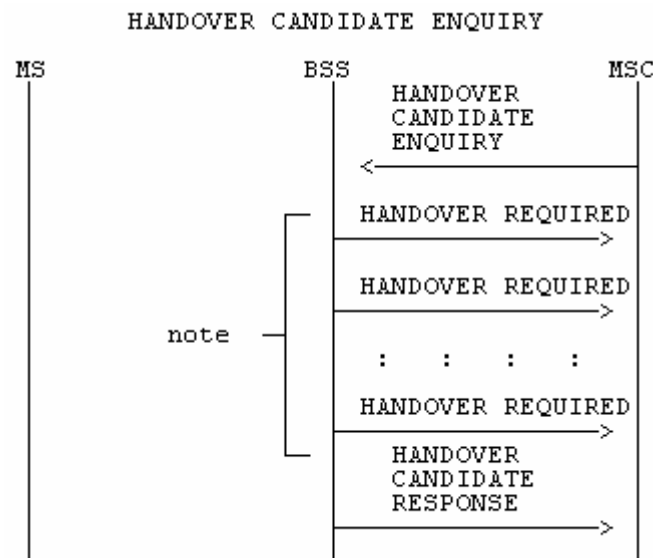 HANDOVER CANDIDATE ENQUIRY
MS BSS MSC
HANDOVER
CANDIDATE
ENQUIRY
HANDOVER REQUIRED
HANDOVER REQUIRED
note
: : : :
HANDOVER REQUIRED
HANDOVER
CANDIDATE
RESPONSE